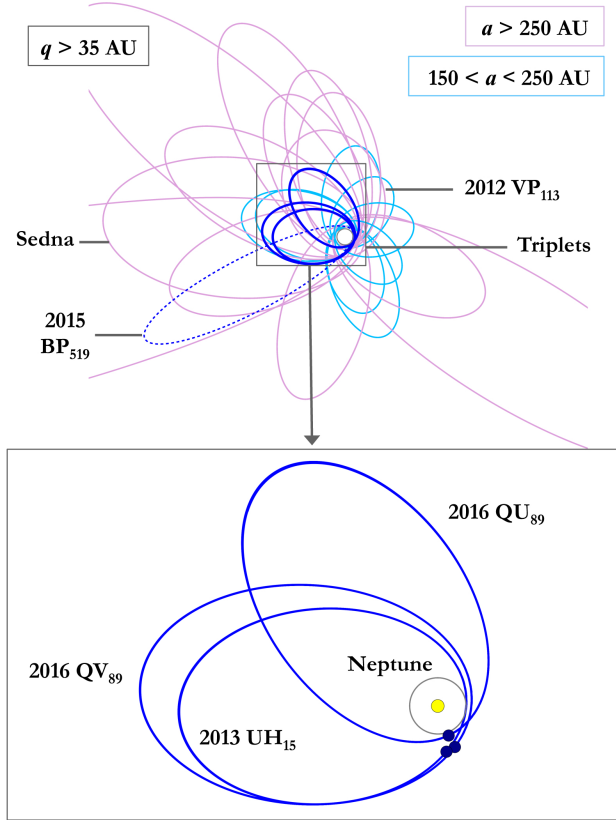 q > 35 AU
a > 250 AU
150 < a < 250 AU
2012 VP₁₁₃
Sedna
Triplets
2015
BP₅₁₉
2016 QU₈₉
Neptune
2016 QV₈₉
2013 UH₁₅